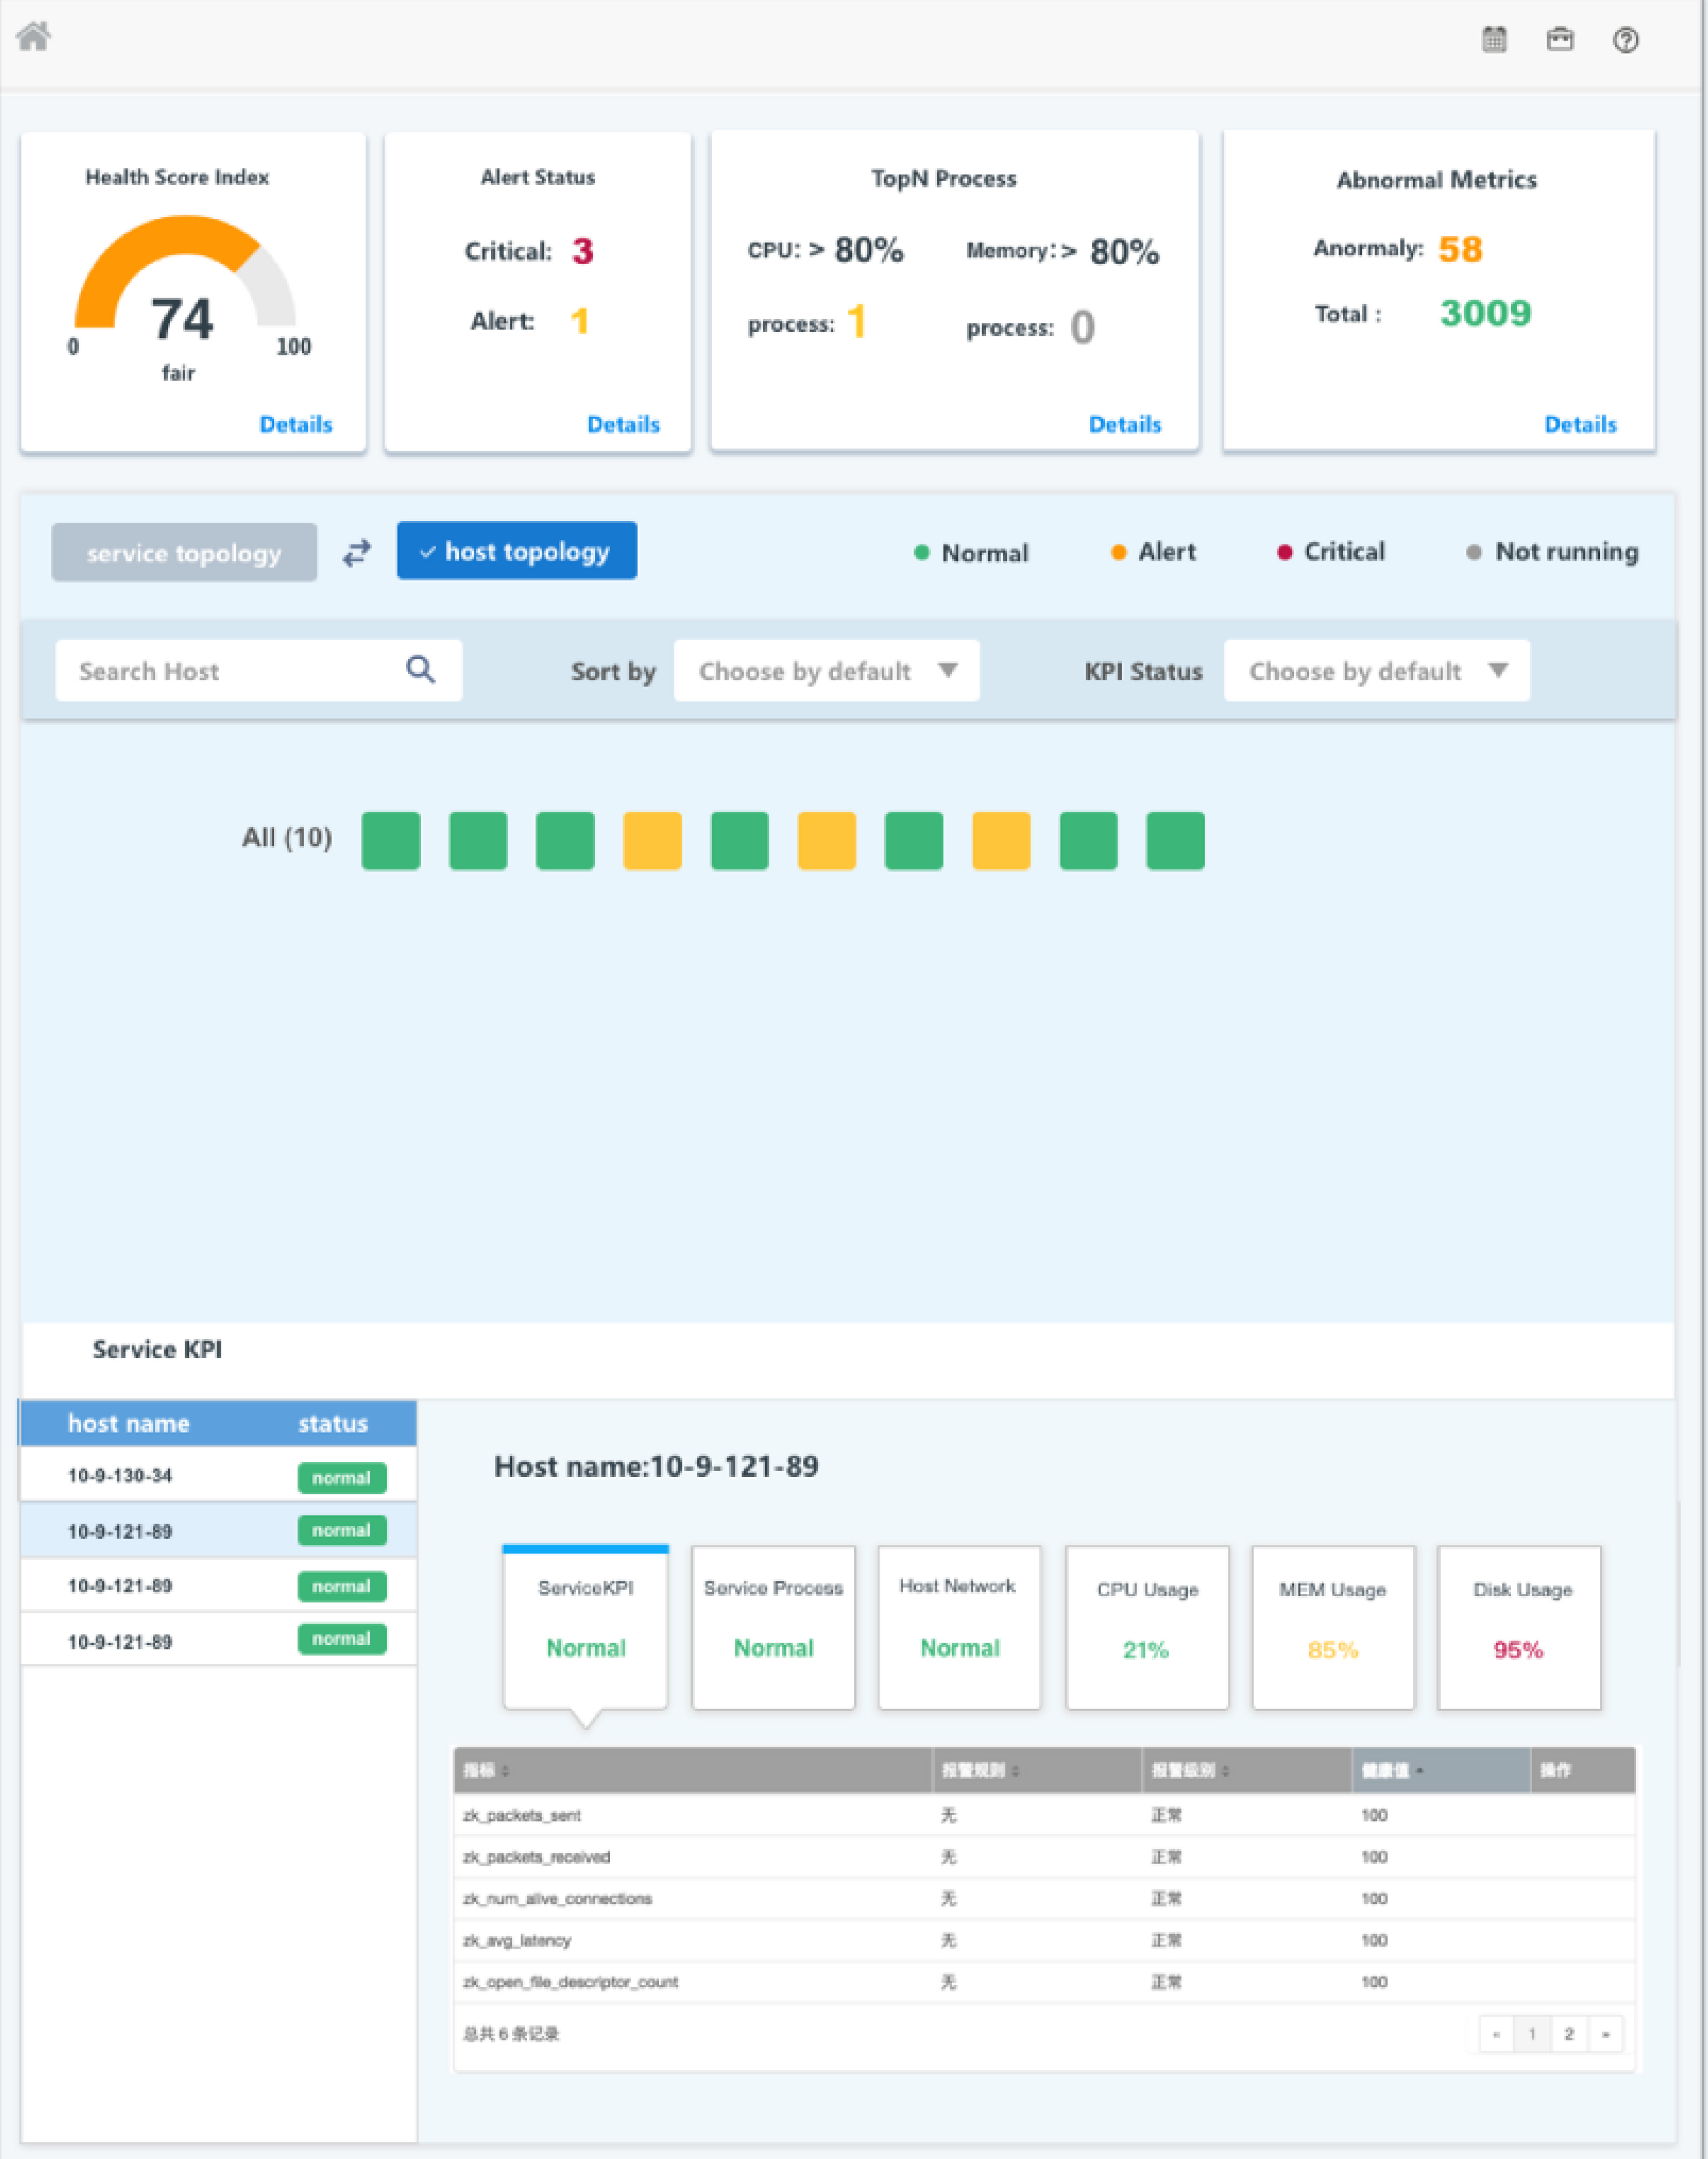 Health Score Index
74
0
100
fair
Details
Alert Status
Critical: 3
Alert: 1
Details
TopN Process
CPU: > 80%
Memory: > 80%
process: 1
process: 0
Details
Abnormal Metrics
Anormaly: 58
Total : 3009
Details
service topology
✓ host topology
Normal
Alert
Critical
Not running
Search Host
Sort by
Choose by default
KPI Status
Choose by default
All (10)
Service KPI
host name status
10-9-130-34 normal
10-9-121-89 normal
10-9-121-89 normal
10-9-121-89 normal
Host name:10-9-121-89
ServiceKPI
Normal
Service Process
Normal
Host Network
Normal
CPU Usage
21%
MEM Usage
85%
Disk Usage
95%
指标 报警规则 报警级别 健康值 操作
zk_packets_sent 无 正常 100
zk_packets_received 无 正常 100
zk_num_alive_connections 无 正常 100
zk_avg_latency 无 正常 100
zk_open_file_descriptor_count 无 正常 100
总共 6 条记录
« 1 2 »